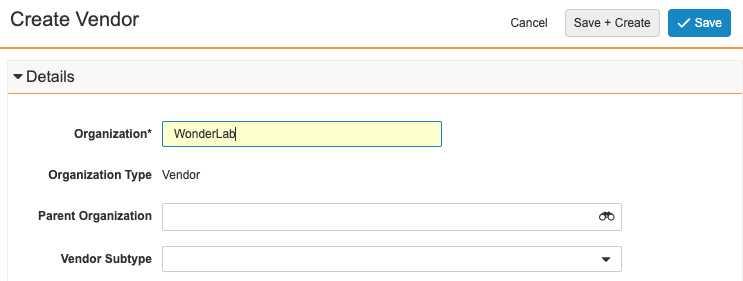 Create Vendor
Cancel
Save + Create
Save
Details
Organization*
WonderLab
Organization Type
Vendor
Parent Organization
Vendor Subtype